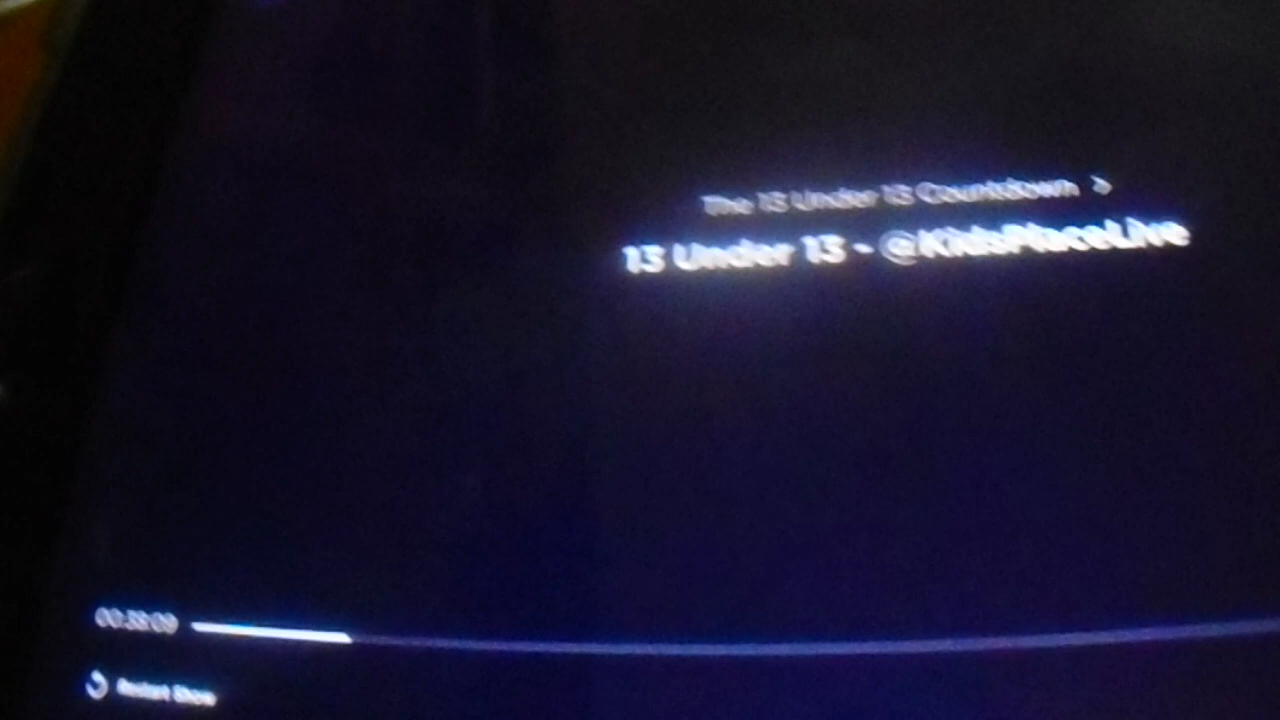 The 13 Under 13 Countdown >
13 Under 13 - @KidsPlaceLive
00:38:09
Restart Show